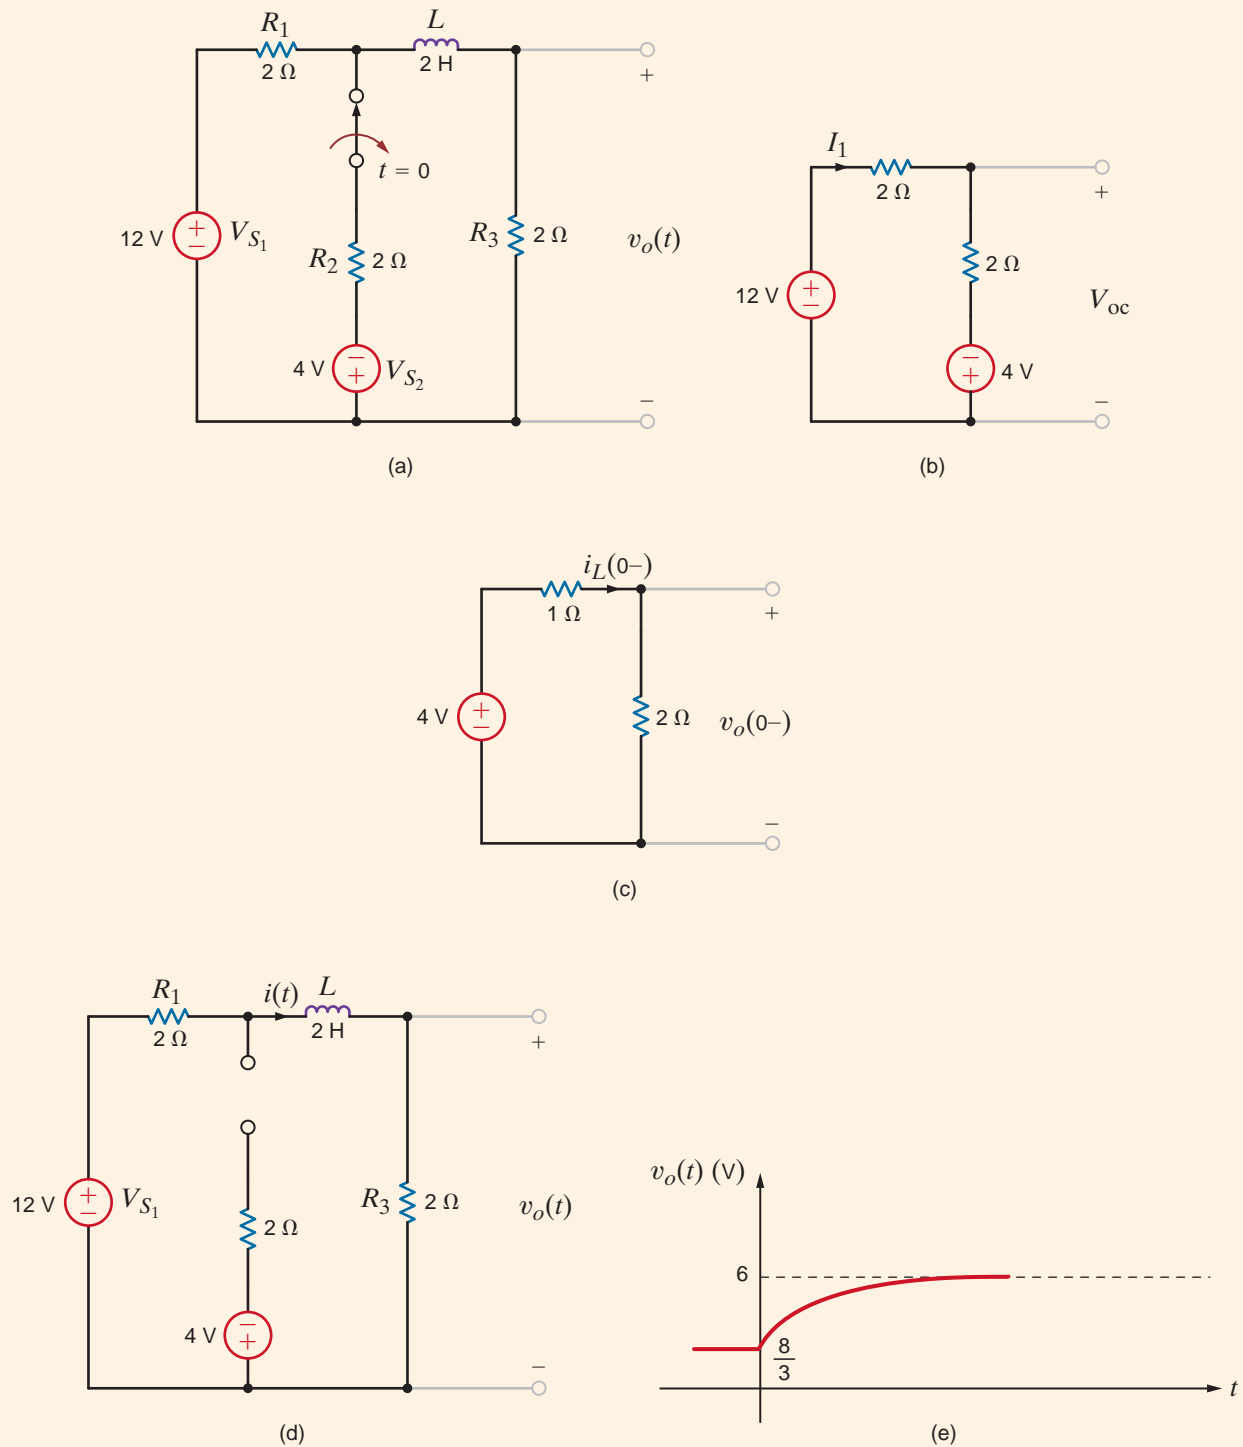 R1
2 Ω
L
2 H
+
t = 0
12 V
+
−
VS1
R2
2 Ω
R3
2 Ω
vo(t)
4 V
−
+
VS2
−
(a)
I1
2 Ω
+
2 Ω
12 V
+
−
Voc
−
+
4 V
−
(b)
iL(0−)
1 Ω
+
4 V
+
−
2 Ω
vo(0−)
−
(c)
R1
2 Ω
i(t)
L
2 H
+
12 V
+
−
VS1
2 Ω
R3
2 Ω
vo(t)
4 V
−
+
−
(d)
vo(t) (V)
6
8
3
t
(e)